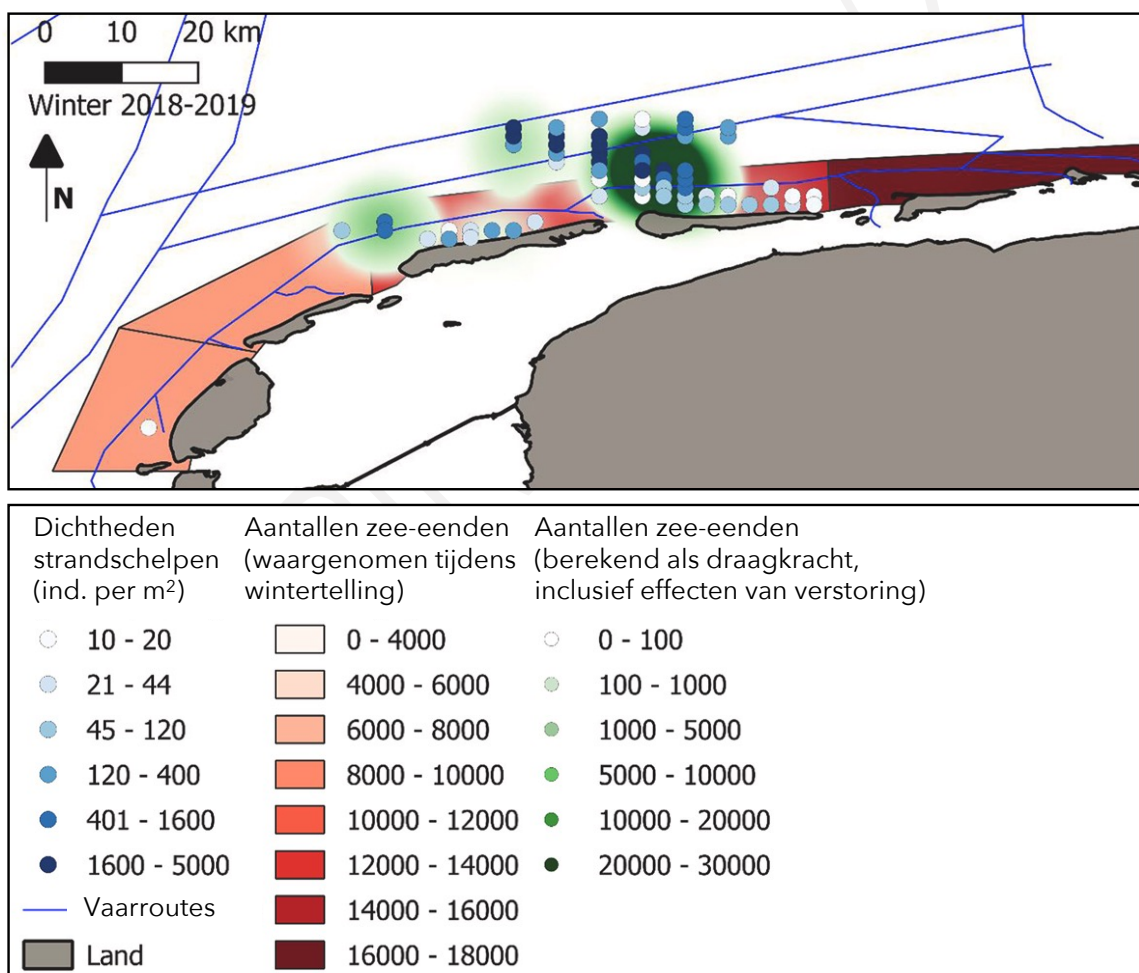 0 10 20 km
Winter 2018-2019
N
Dichtheden
strandschelpen
(ind. per m²)
10 - 20
21 - 44
45 - 120
120 - 400
401 - 1600
1600 - 5000
Vaarroutes
Land
Aantallen zee-eenden
(waargenomen tijdens
wintertelling)
0 - 4000
4000 - 6000
6000 - 8000
8000 - 10000
10000 - 12000
12000 - 14000
14000 - 16000
16000 - 18000
Aantallen zee-eenden
(berekend als draagkracht,
inclusief effecten van verstoring)
0 - 100
100 - 1000
1000 - 5000
5000 - 10000
10000 - 20000
20000 - 30000